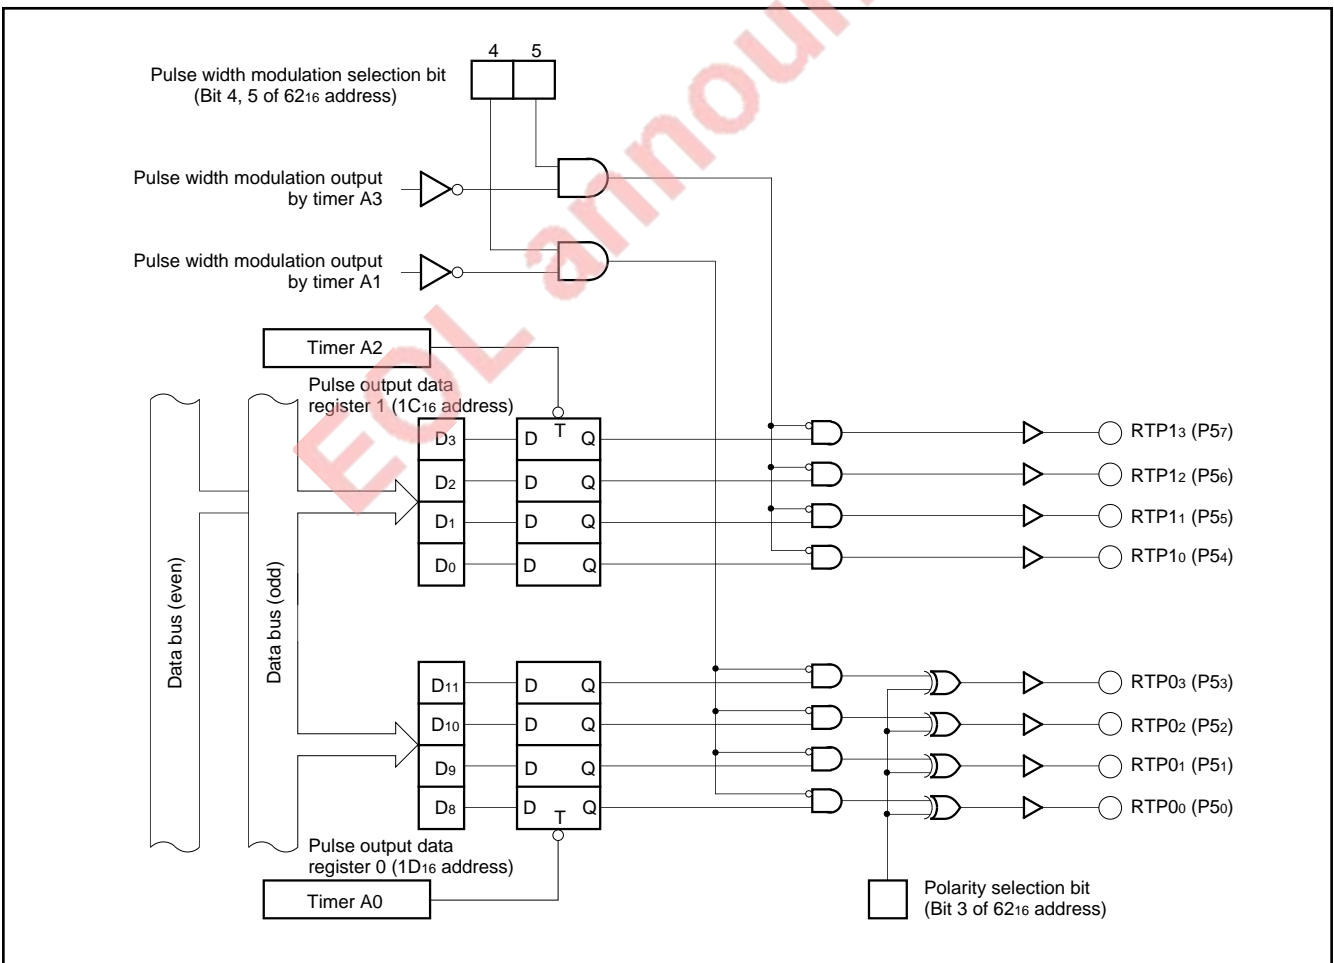 4 5
Pulse width modulation selection bit
(Bit 4, 5 of 6216 address)
Pulse width modulation output
by timer A3
Pulse width modulation output
by timer A1
Timer A2
Pulse output data
register 1 (1C16 address)
D3 D T Q
D2 D Q
D1 D Q
D0 D Q
RTP13 (P57)
RTP12 (P56)
RTP11 (P55)
RTP10 (P54)
Data bus (even)
Data bus (odd)
D11 D Q
D10 D Q
D9 D Q
D8 D T Q
RTP03 (P53)
RTP02 (P52)
RTP01 (P51)
RTP00 (P50)
Pulse output data
register 0 (1D16 address)
Timer A0
Polarity selection bit
(Bit 3 of 6216 address)
EOL